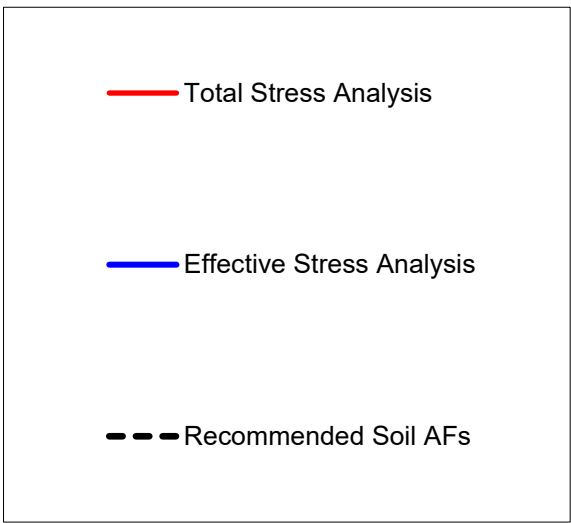 Total Stress Analysis
Effective Stress Analysis
Recommended Soil AFs